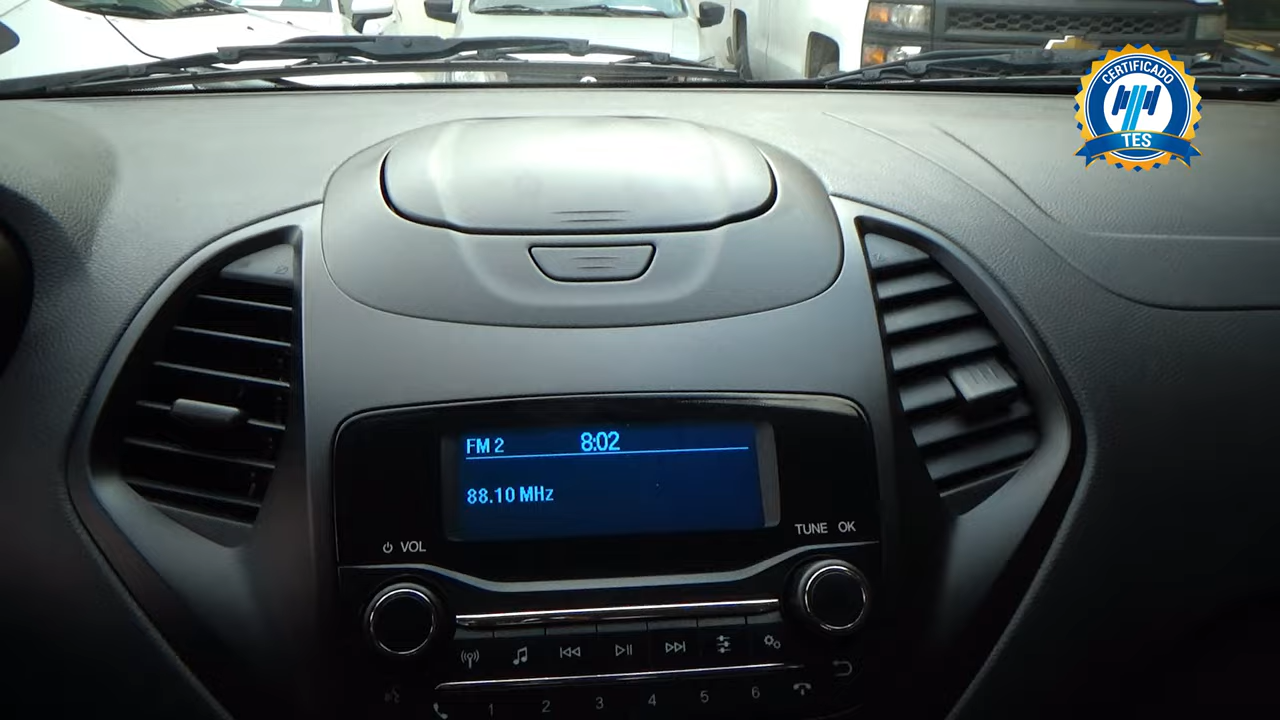 CERTIFICADO
TES
FM 2 8:02
88.10 MHz
VOL
TUNE OK
1 2 3 4 5 6